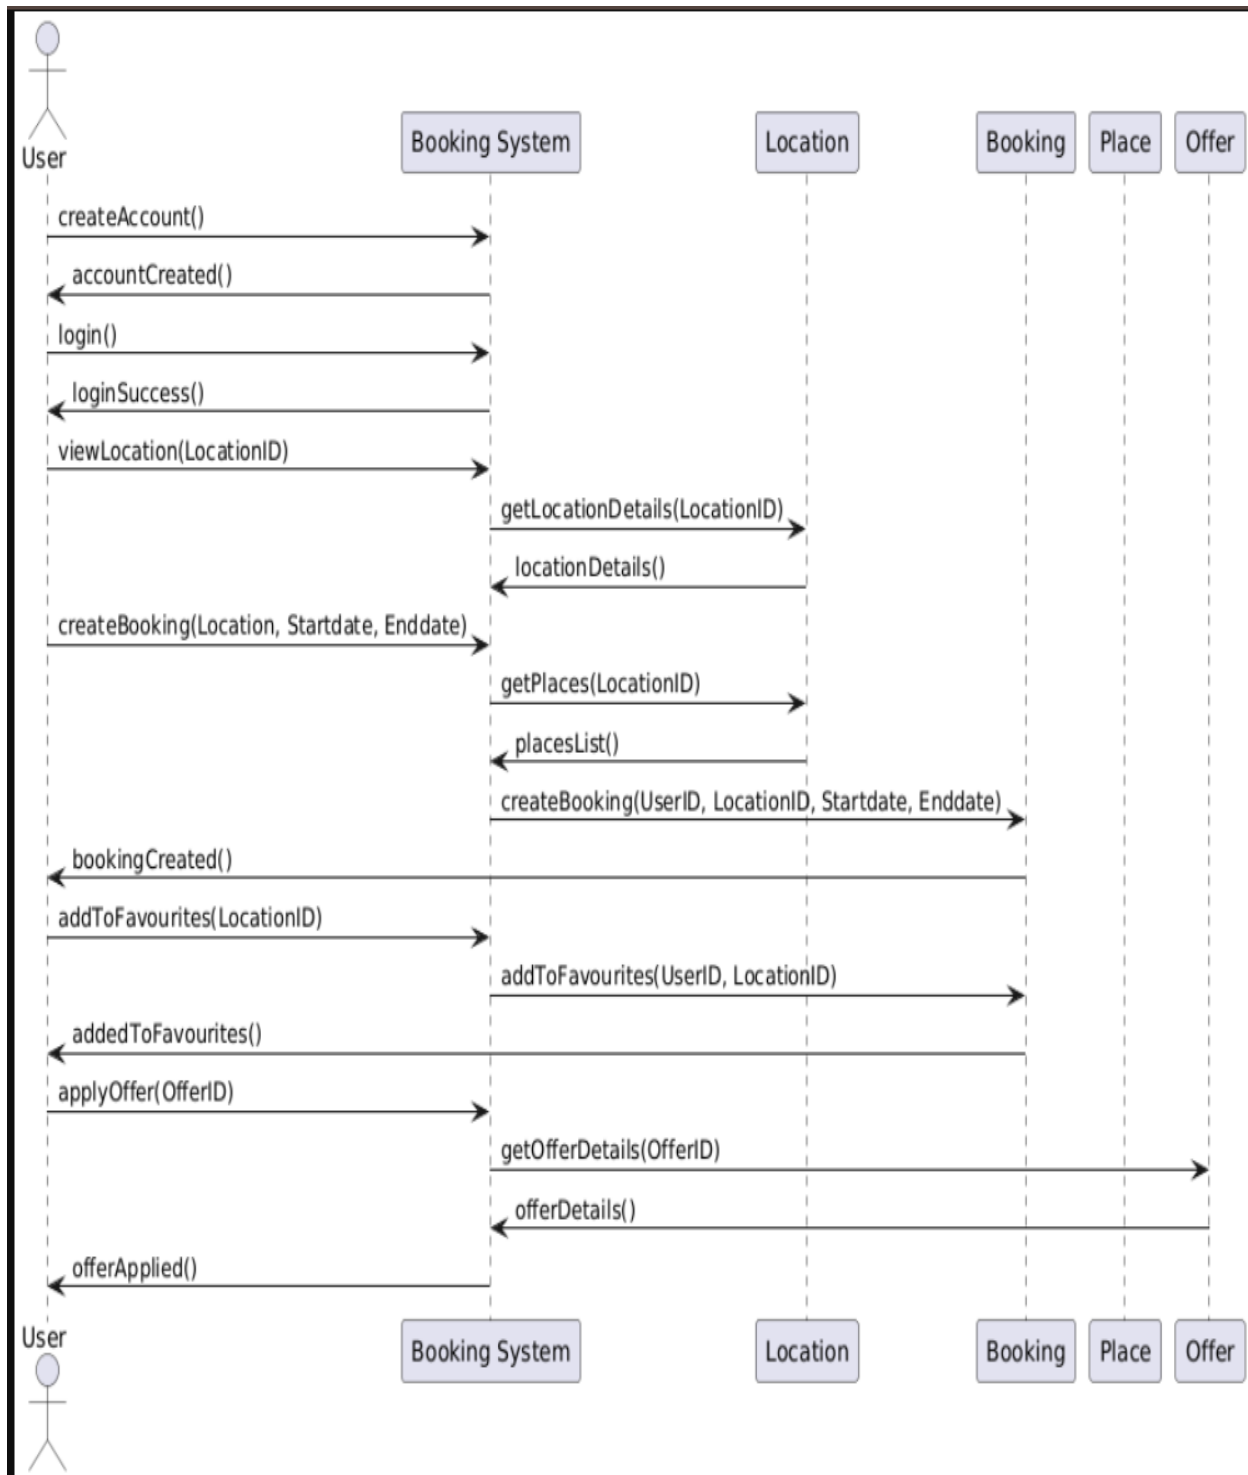 User
Booking System
Location
Booking
Place
Offer
createAccount()
accountCreated()
login()
loginSuccess()
viewLocation(LocationID)
getLocationDetails(LocationID)
locationDetails()
createBooking(Location, Startdate, Enddate)
getPlaces(LocationID)
placesList()
createBooking(UserID, LocationID, Startdate, Enddate)
bookingCreated()
addToFavourites(LocationID)
addToFavourites(UserID, LocationID)
addedToFavourites()
applyOffer(OfferID)
getOfferDetails(OfferID)
offerDetails()
offerApplied()
User
Booking System
Location
Booking
Place
Offer